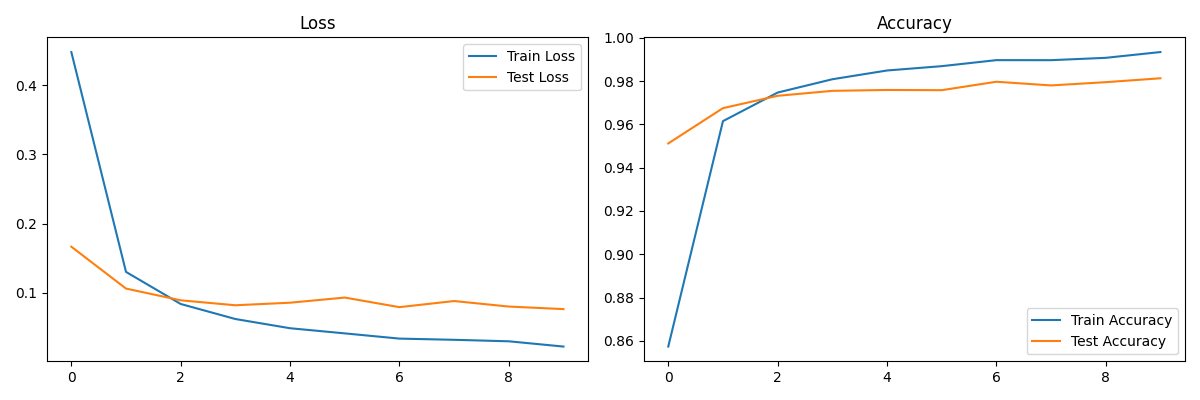 Loss
Train Loss
Test Loss
0.4
0.3
0.2
0.1
0 2 4 6 8
Accuracy
1.00
0.98
0.96
0.94
0.92
0.90
0.88
0.86
Train Accuracy
Test Accuracy
0 2 4 6 8